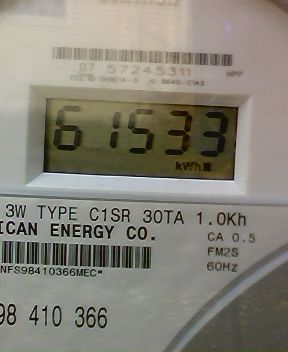 07 57245311 HPP
61533
kWh
3W TYPE C1SR 30TA 1.0Kh
ICAN ENERGY CO.
CA 0.5
FM2S
60Hz
NFS98410366MEC*
98 410 366